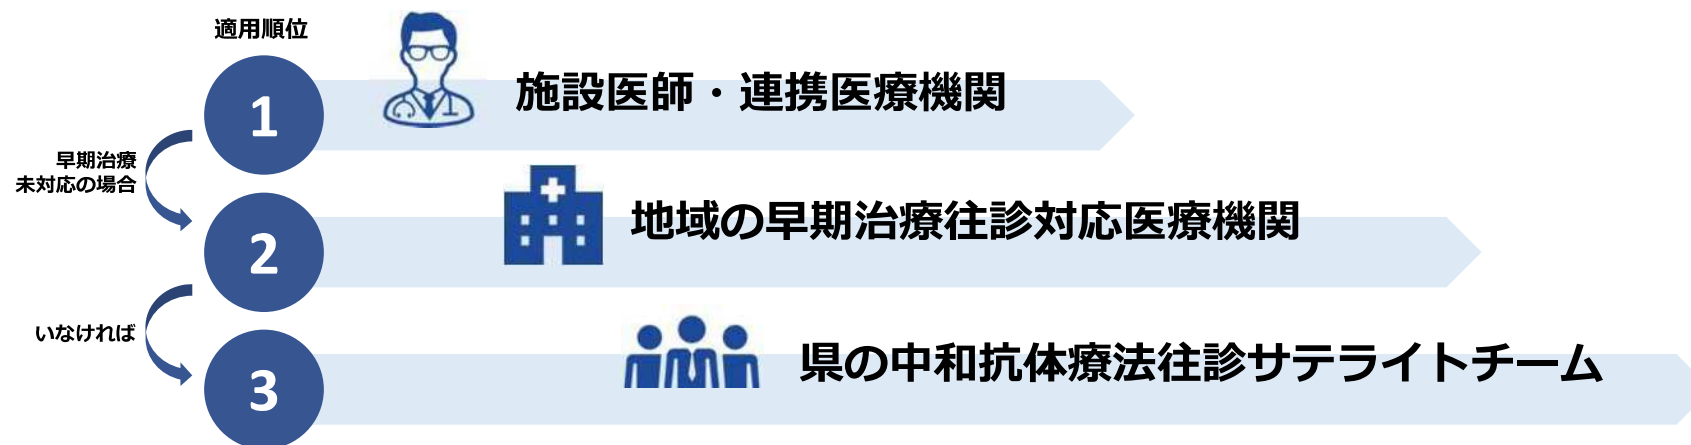 適用順位
1
施設医師・連携医療機関
早期治療
未対応の場合
2
地域の早期治療往診対応医療機関
いなければ
3
県の中和抗体療法往診サテライトチーム